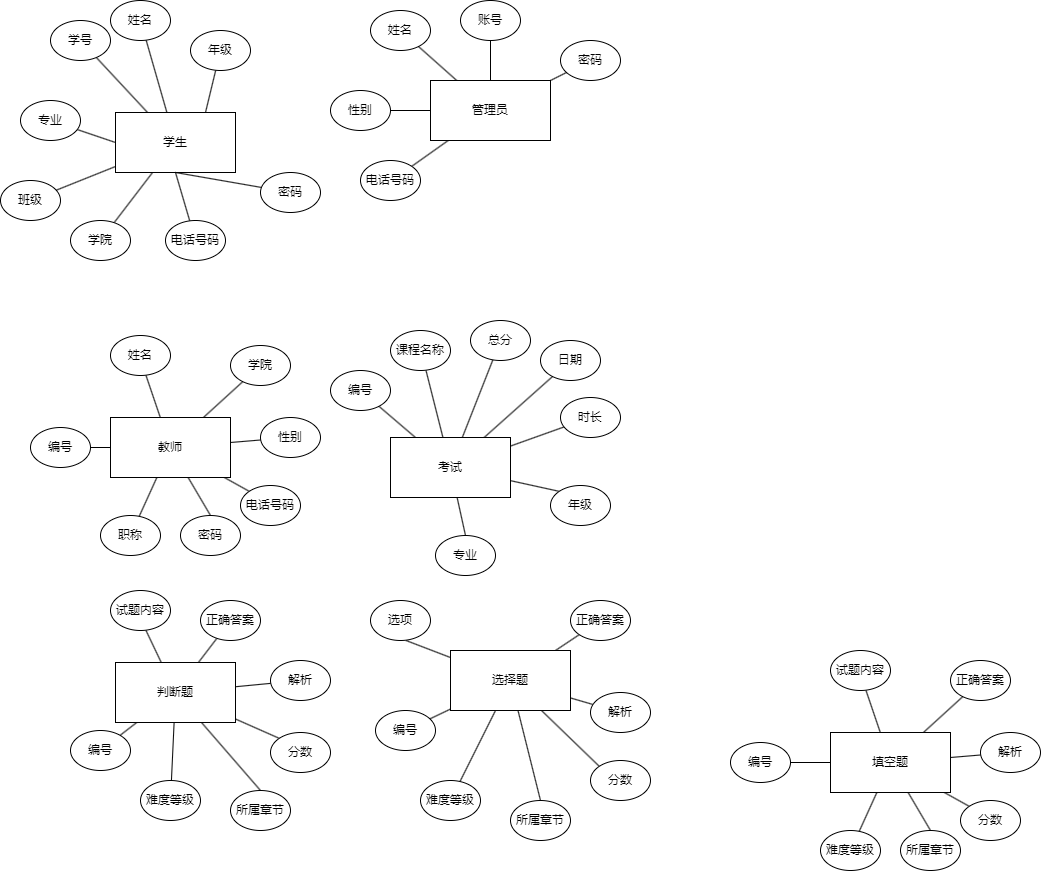 姓名
学号
年级
专业
学生
班级
密码
学院
电话号码
账号
姓名
密码
性别
管理员
电话号码
姓名
学院
编号
教师
性别
电话号码
职称
密码
总分
课程名称
日期
编号
时长
考试
年级
专业
试题内容
正确答案
解析
判断题
编号
分数
难度等级
所属章节
选项
正确答案
选择题
解析
编号
分数
难度等级
所属章节
试题内容
正确答案
解析
编号
填空题
分数
难度等级
所属章节